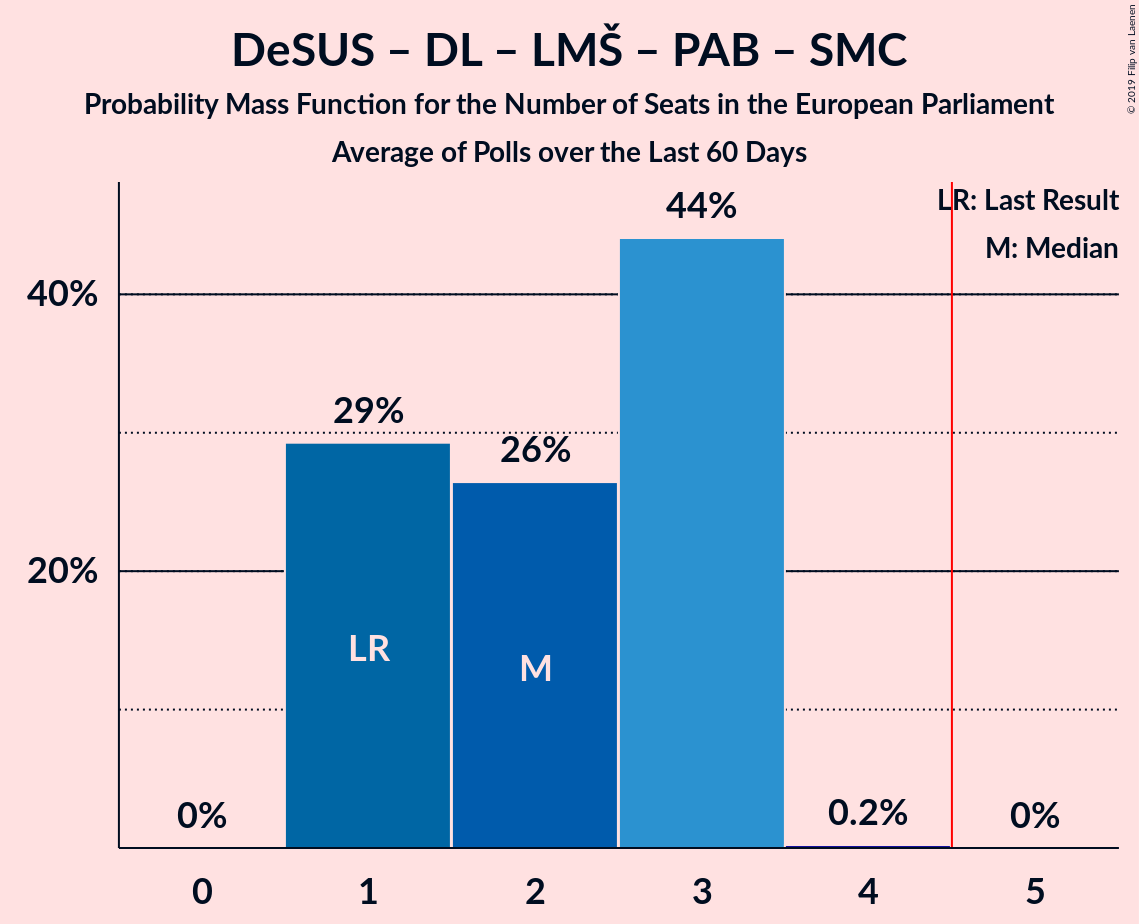 DeSUS – DL – LMŠ – PAB – SMC
Probability Mass Function for the Number of Seats in the European Parliament
Average of Polls over the Last 60 Days
© 2019 Filip van Laenen
LR: Last Result
M: Median
44%
40%
29%
26%
20%
LR
M
0%
0.2%
0%
0 1 2 3 4 5